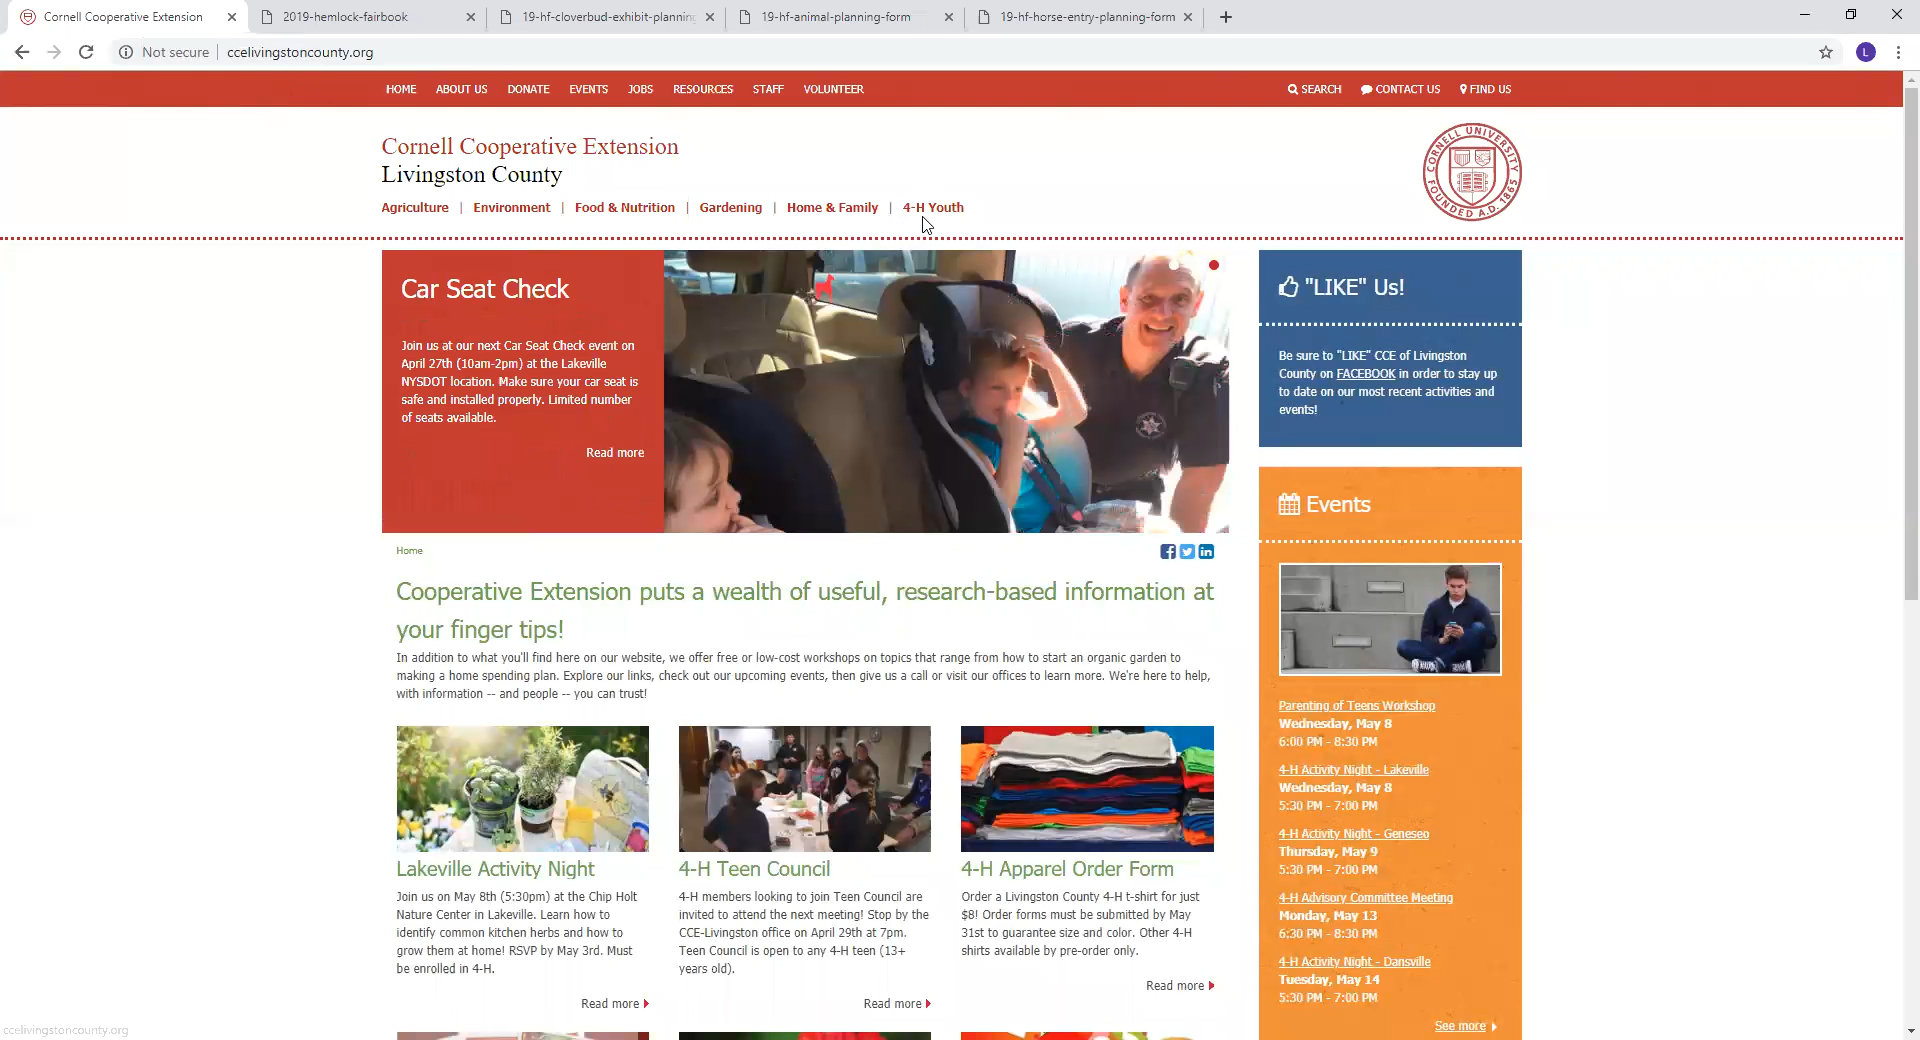 Cornell Cooperative Extension
2019-hemlock-fairbook
19-hf-cloverbud-exhibit-planning
19-hf-animal-planning-form
19-hf-horse-entry-planning-form
Not secure
ccelivingstoncounty.org
L
HOME ABOUT US DONATE EVENTS JOBS RESOURCES STAFF VOLUNTEER
SEARCH CONTACT US FIND US
Cornell Cooperative Extension
Livingston County
CORNELL UNIVERSITY
FOUNDED A.D. 1865
Agriculture | Environment | Food & Nutrition | Gardening | Home & Family | 4-H Youth
Car Seat Check
Join us at our next Car Seat Check event on
April 27th (10am-2pm) at the Lakeville
NYSDOT location. Make sure your car seat is
safe and installed properly. Limited number
of seats available.
Read more
"LIKE" Us!
Be sure to "LIKE" CCE of Livingston
County on FACEBOOK in order to stay up
to date on our most recent activities and
events!
Home
Cooperative Extension puts a wealth of useful, research-based information at
your finger tips!
In addition to what you'll find here on our website, we offer free or low-cost workshops on topics that range from how to start an organic garden to
making a home spending plan. Explore our links, check out our upcoming events, then give us a call or visit our offices to learn more. We're here to help,
with information -- and people -- you can trust!
Lakeville Activity Night
Join us on May 8th (5:30pm) at the Chip Holt
Nature Center in Lakeville. Learn how to
identify common kitchen herbs and how to
grow them at home! RSVP by May 3rd. Must
be enrolled in 4-H.
Read more
4-H Teen Council
4-H members looking to join Teen Council are
invited to attend the next meeting! Stop by the
CCE-Livingston office on April 29th at 7pm.
Teen Council is open to any 4-H teen (13+
years old).
Read more
4-H Apparel Order Form
Order a Livingston County 4-H t-shirt for just
$8! Order forms must be submitted by May
31st to guarantee size and color. Other 4-H
shirts available by pre-order only.
Read more
Events
Parenting of Teens Workshop
Wednesday, May 8
6:00 PM - 8:30 PM
4-H Activity Night - Lakeville
Wednesday, May 8
5:30 PM - 7:00 PM
4-H Activity Night - Geneseo
Thursday, May 9
5:30 PM - 7:00 PM
4-H Advisory Committee Meeting
Monday, May 13
6:30 PM - 8:30 PM
4-H Activity Night - Dansville
Tuesday, May 14
5:30 PM - 7:00 PM
See more
ccelivingstoncounty.org